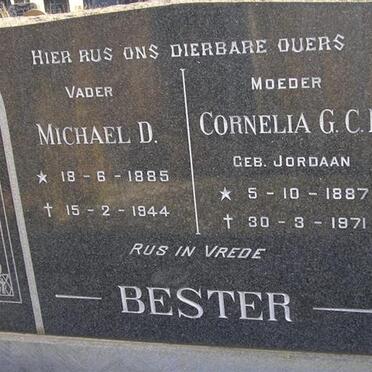 HIER RUS ONS DIERBARE OUERS
VADER
MICHAEL D.
* 18 - 6 - 1885
† 15 - 2 - 1944
MOEDER
CORNELIA G. C.
GEB. JORDAAN
* 5 - 10 - 1887
† 30 - 3 - 1971
RUS IN VREDE
BESTER